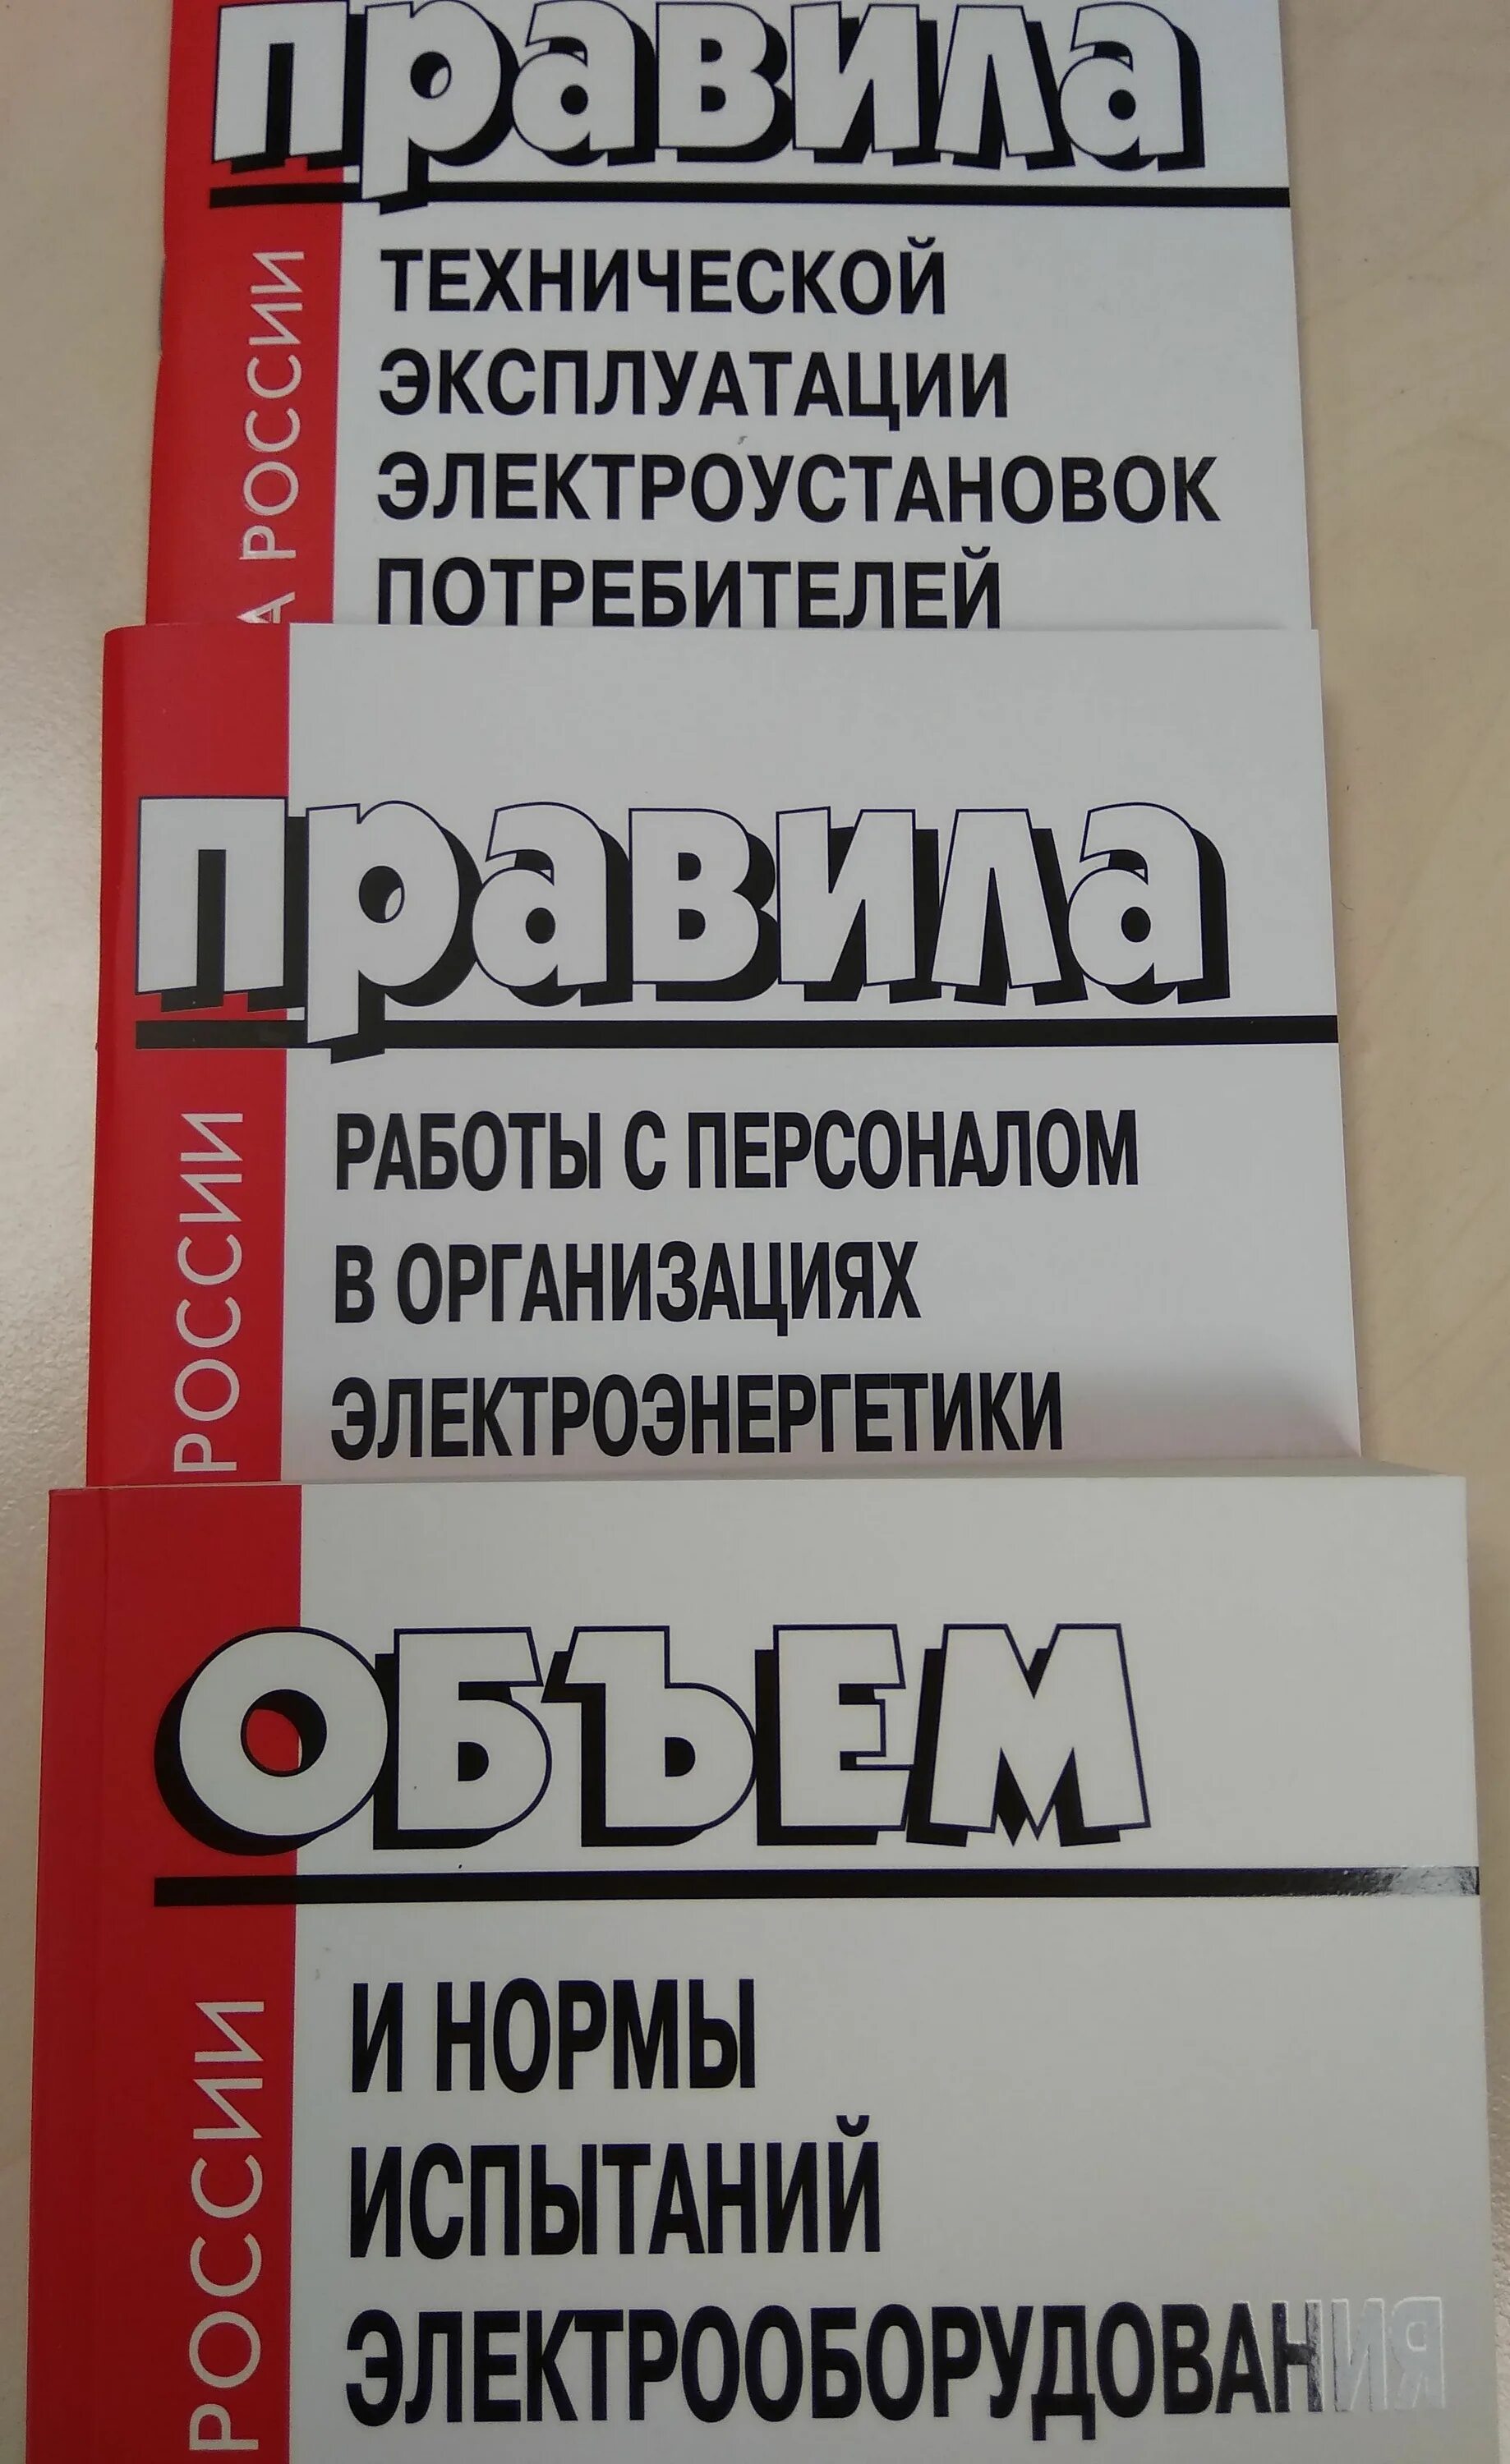 правила
ТЕХНИЧЕСКОЙ
ЭКСПЛУАТАЦИИ
ЭЛЕКТРОУСТАНОВОК
ПОТРЕБИТЕЛЕЙ
РОССИИ
правила
РАБОТЫ С ПЕРСОНАЛОМ
В ОРГАНИЗАЦИЯХ
ЭЛЕКТРОЭНЕРГЕТИКИ
РОССИИ
ОБЪЕМ
И НОРМЫ
ИСПЫТАНИЙ
ЭЛЕКТРООБОРУДОВАНИЯ
РОССИИ